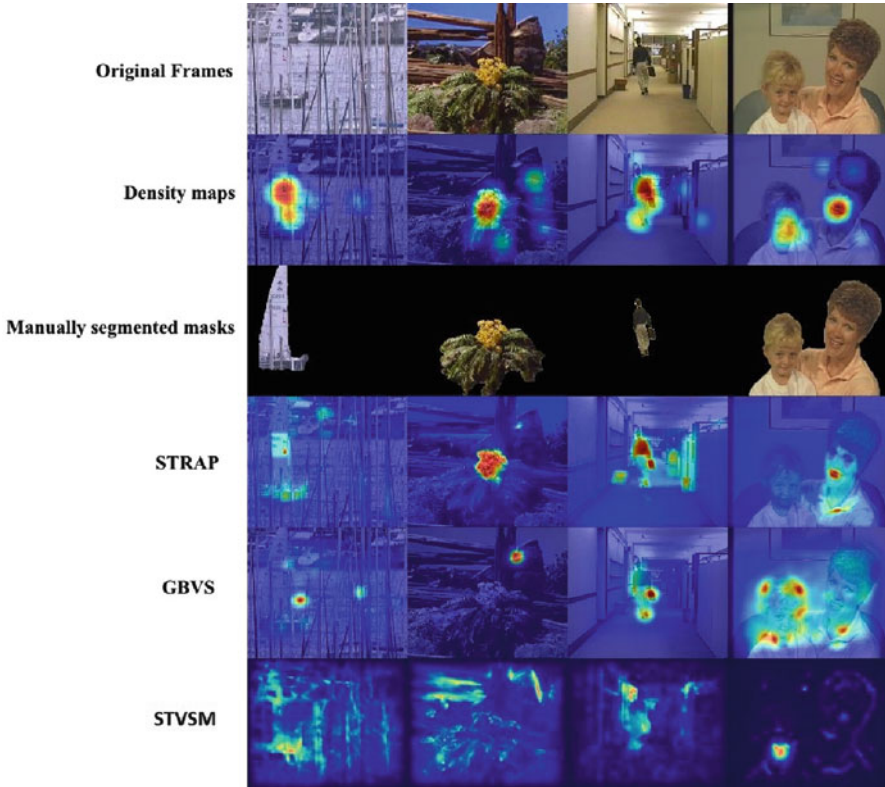 Original Frames
Density maps
Manually segmented masks
STRAP
GBVS
STVSM